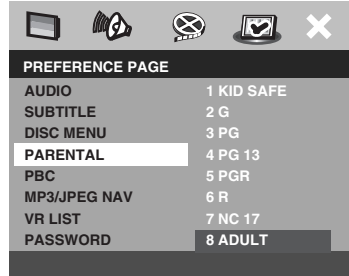 PREFERENCE PAGE
AUDIO 1 KID SAFE
SUBTITLE 2 G
DISC MENU 3 PG
PARENTAL 4 PG 13
PBC 5 PGR
MP3/JPEG NAV 6 R
VR LIST 7 NC 17
PASSWORD 8 ADULT